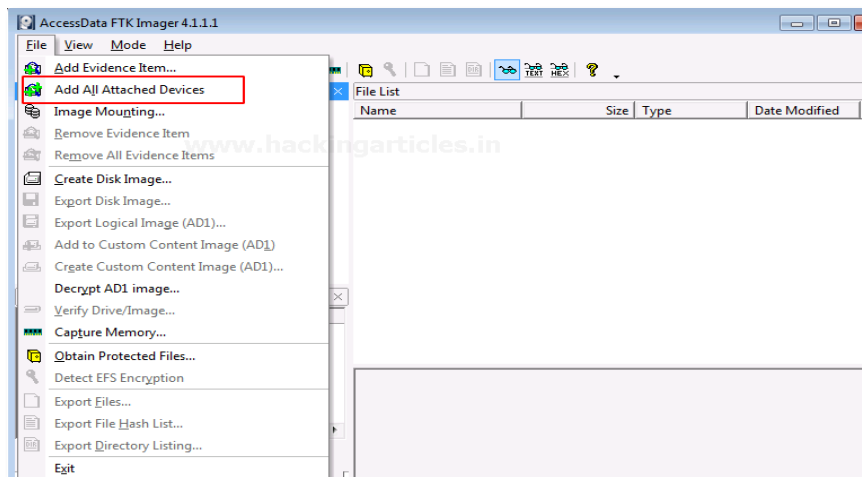 AccessData FTK Imager 4.1.1.1
File View Mode Help
Add Evidence Item...
Add All Attached Devices
Image Mounting...
Remove Evidence Item
Remove All Evidence Items
Create Disk Image...
Export Disk Image...
Export Logical Image (AD1)...
Add to Custom Content Image (AD1)
Create Custom Content Image (AD1)...
Decrypt AD1 image...
Verify Drive/Image...
Capture Memory...
Obtain Protected Files...
Detect EFS Encryption
Export Files...
Export File Hash List...
Export Directory Listing...
Exit
TEXT HEX
File List
Name Size Type Date Modified
www.hackingarticles.in